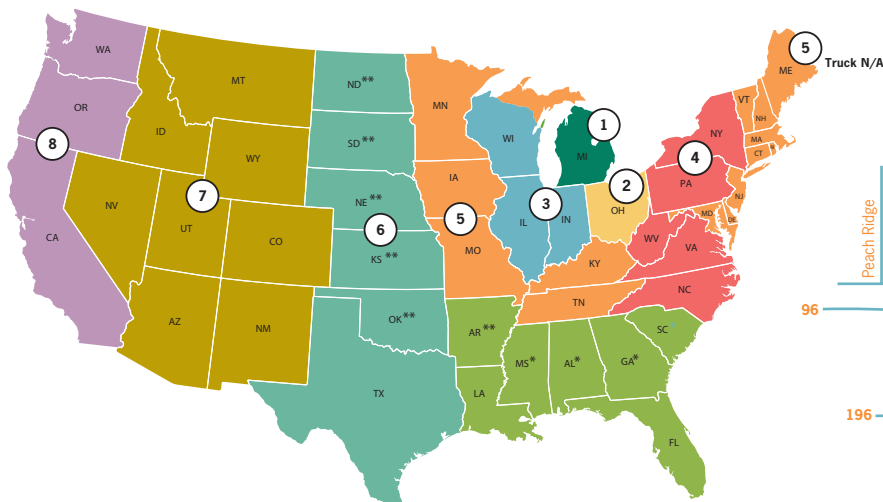 WA
MT
ND**
MN
ME
5
Truck N/A
OR
ID
VT
NH
8
SD**
WI
1
MI
NY
MA
CT
WY
4
PA
7
NE**
IA
2
OH
NJ
MD
DE
NV
UT
CO
6
5
3
IL
IN
CA
KS**
MO
WV
VA
KY
Peach Ridge
NC
96
AZ
NM
OK**
AR**
TN
SC
MS*
AL*
GA*
TX
LA
196
FL